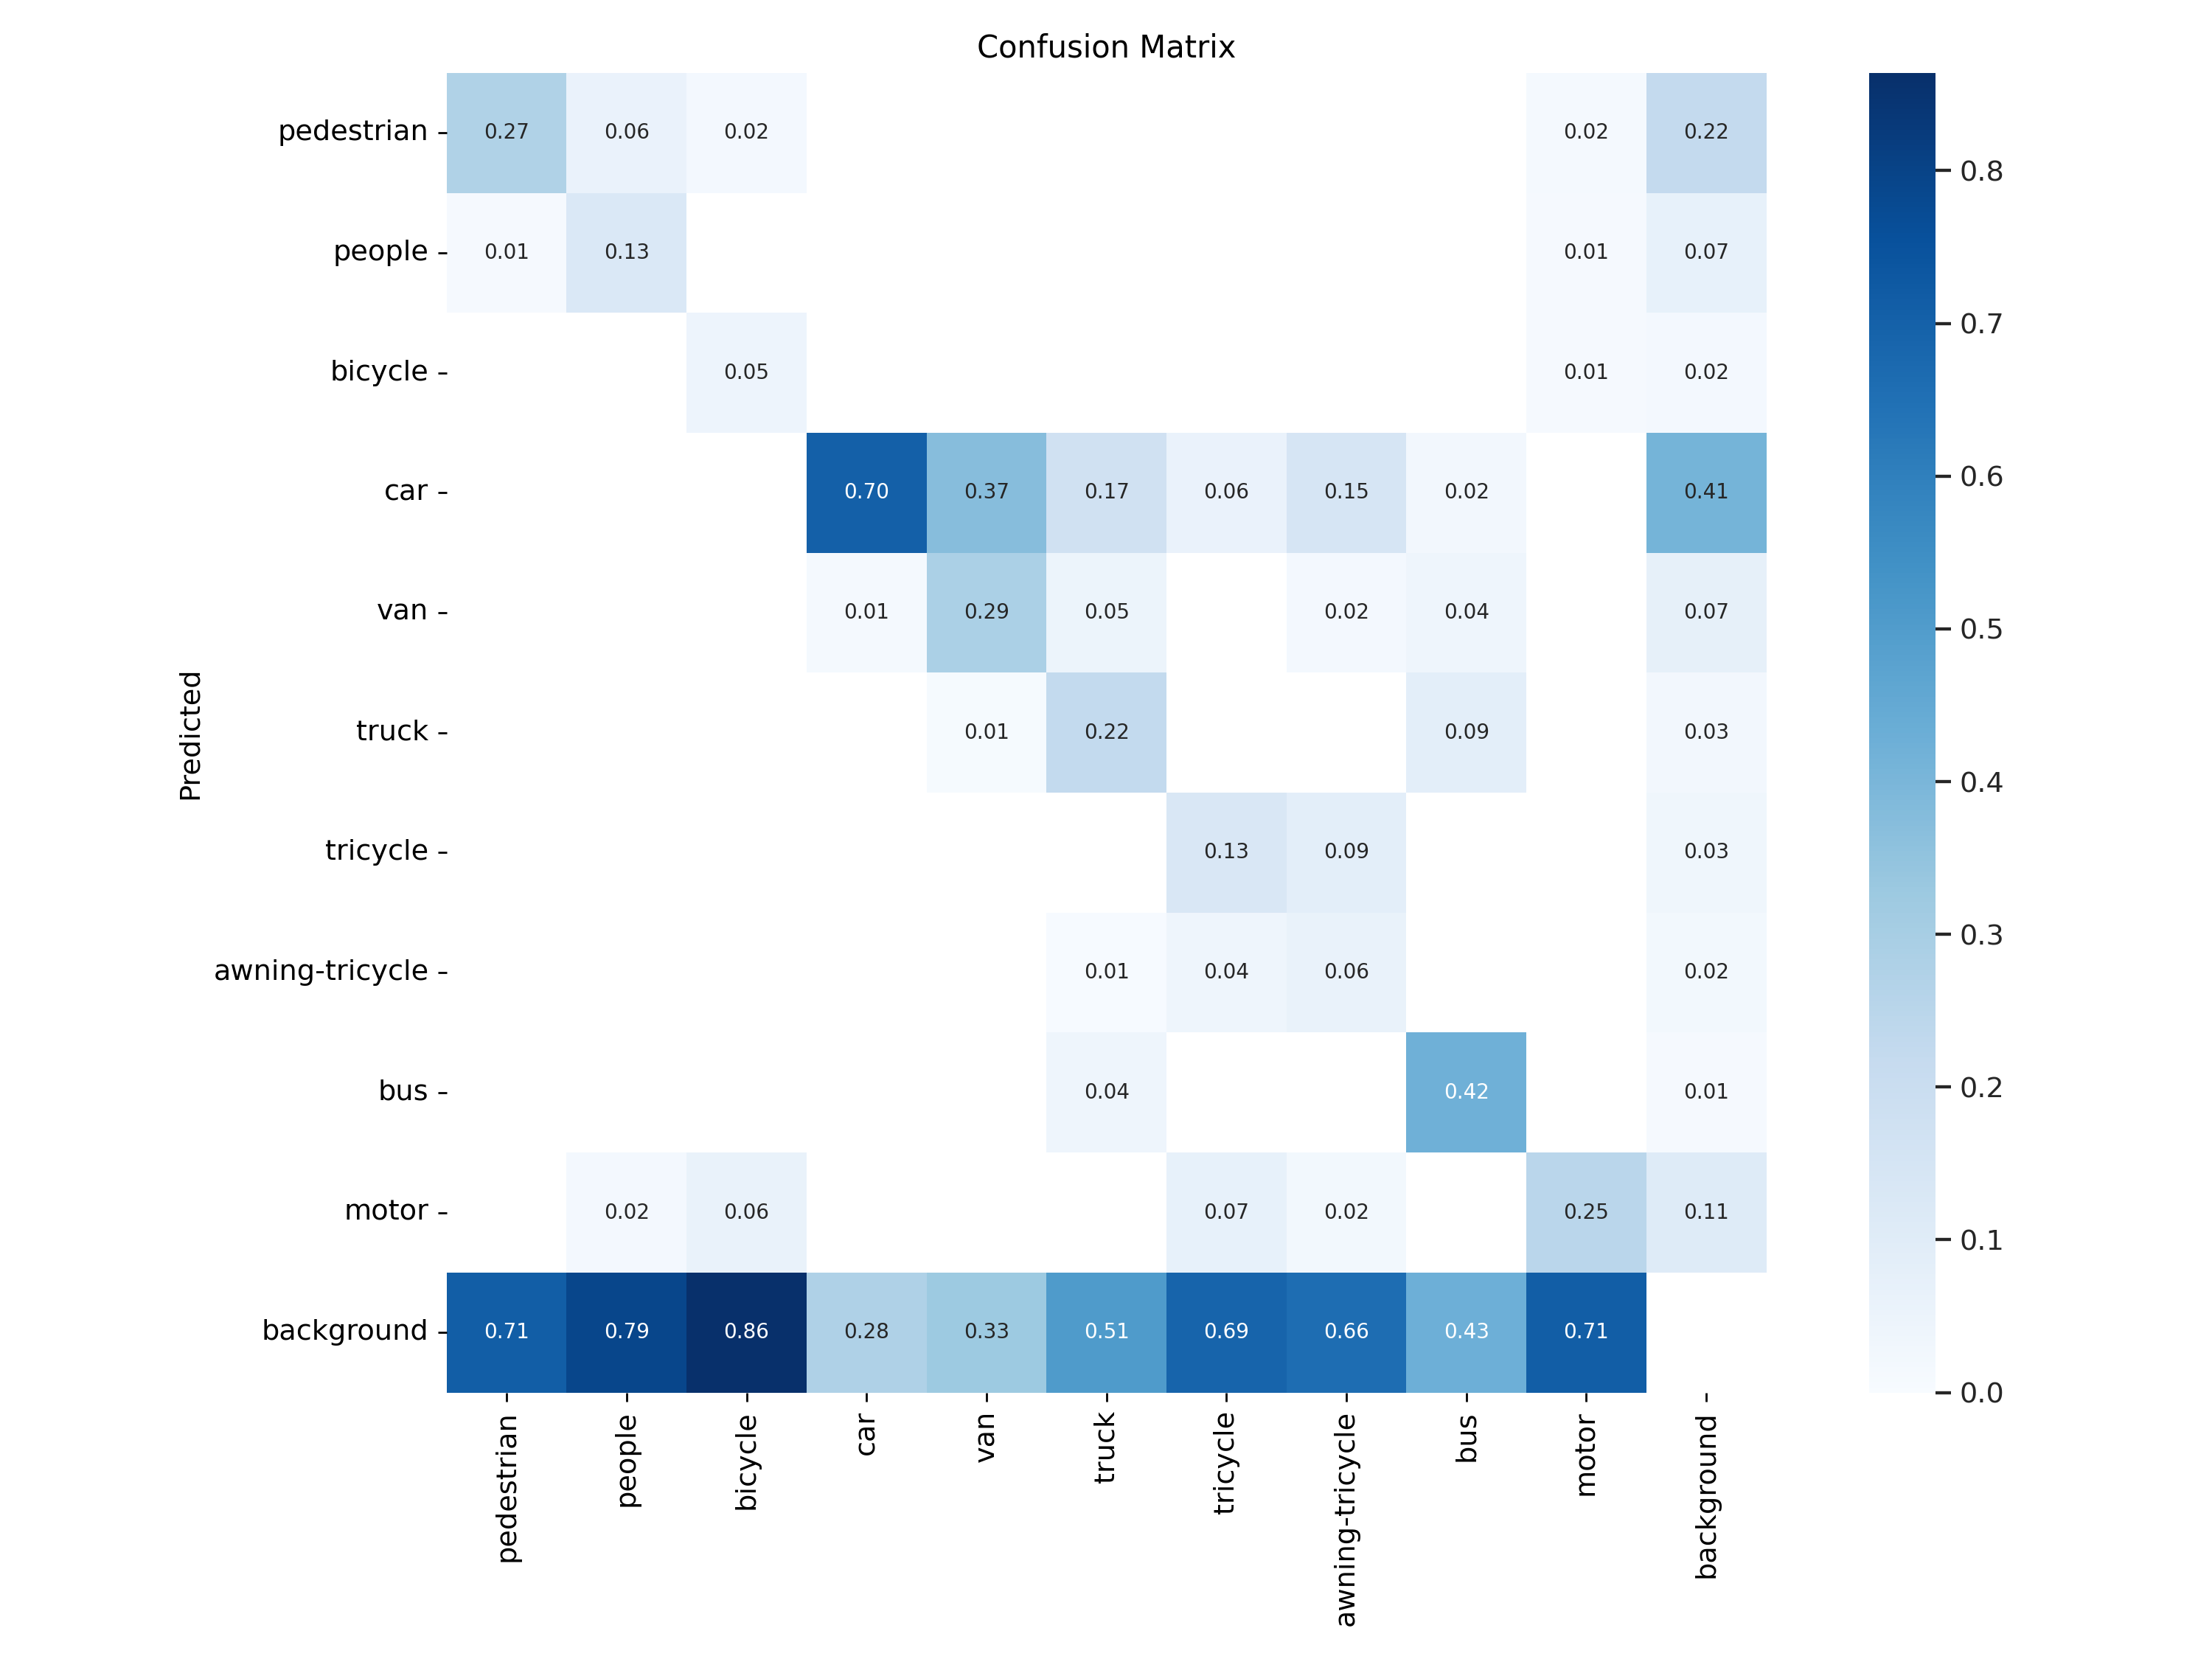 Confusion Matrix
pedestrian 0.27 0.06 0.02 0.02 0.22
people 0.01 0.13 0.01 0.07
bicycle 0.05 0.01 0.02
car 0.70 0.37 0.17 0.06 0.15 0.02 0.41
van 0.01 0.29 0.05 0.02 0.04 0.07
truck 0.01 0.22 0.09 0.03
tricycle 0.13 0.09 0.03
awning-tricycle 0.01 0.04 0.06 0.02
bus 0.04 0.42 0.01
motor 0.02 0.06 0.07 0.02 0.25 0.11
background 0.71 0.79 0.86 0.28 0.33 0.51 0.69 0.66 0.43 0.71
Predicted
pedestrian
people
bicycle
car
van
truck
tricycle
awning-tricycle
bus
motor
background
0.8
0.7
0.6
0.5
0.4
0.3
0.2
0.1
0.0